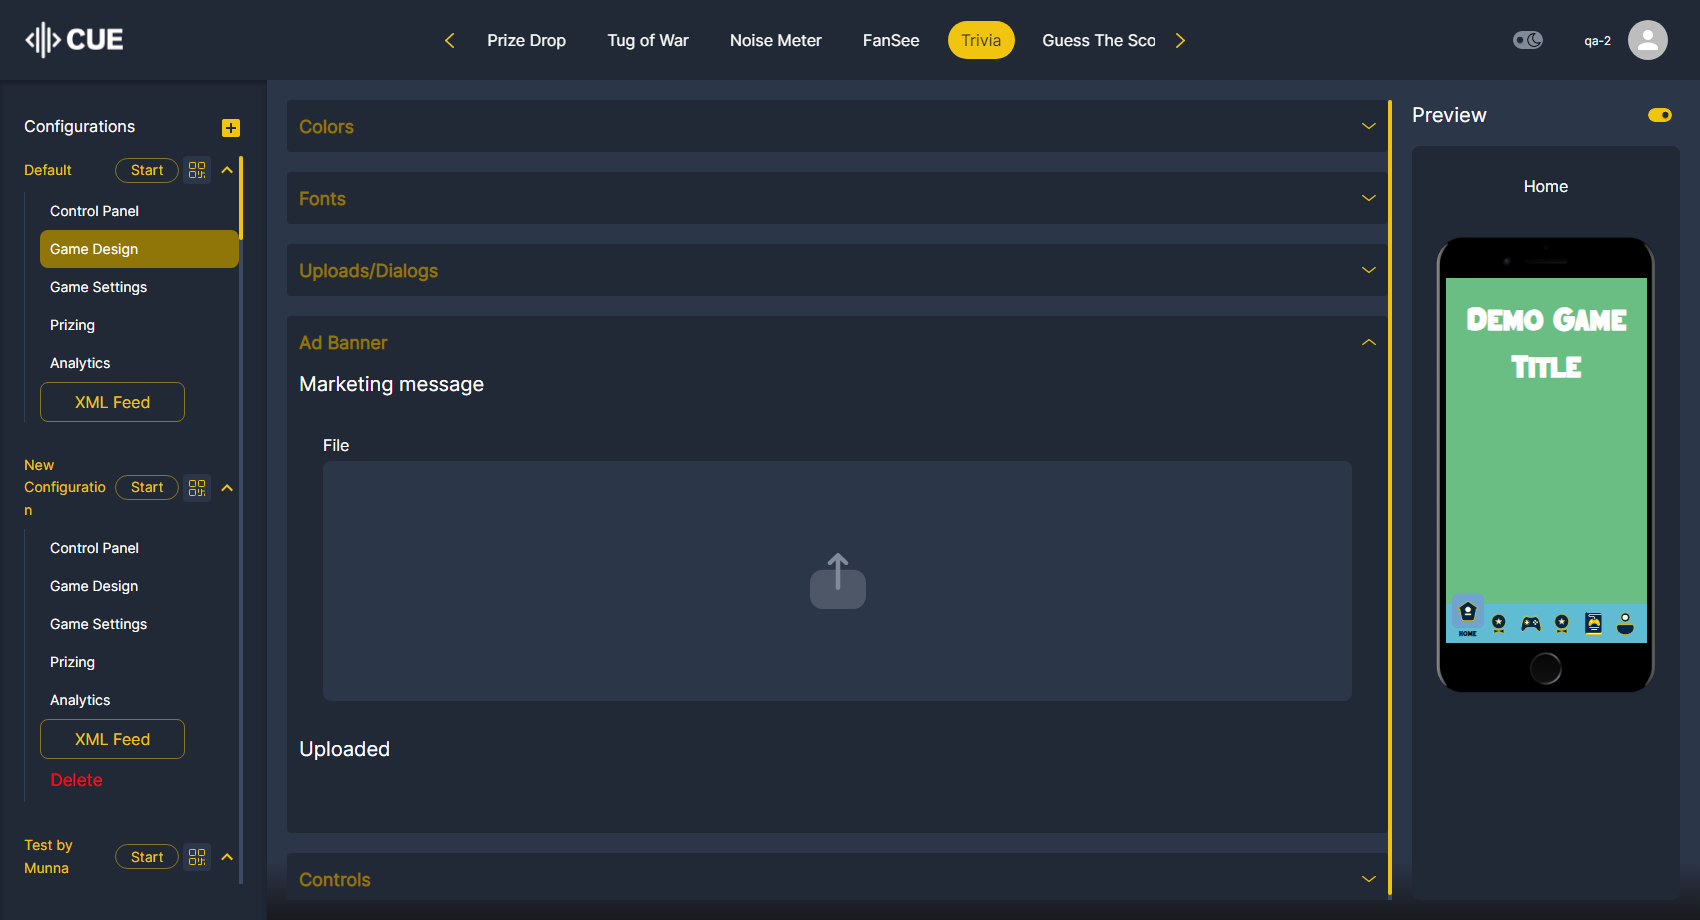 CUE
Prize Drop
Tug of War
Noise Meter
FanSee
Trivia
Guess The Sco
qa-2
Configurations
Default
Start
Control Panel
Game Design
Game Settings
Prizing
Analytics
XML Feed
New
Configuratio
n
Start
Control Panel
Game Design
Game Settings
Prizing
Analytics
XML Feed
Delete
Test by
Munna
Start
Colors
Fonts
Uploads/Dialogs
Ad Banner
Marketing message
File
Uploaded
Controls
Preview
Home
Demo Game
Title
HOME